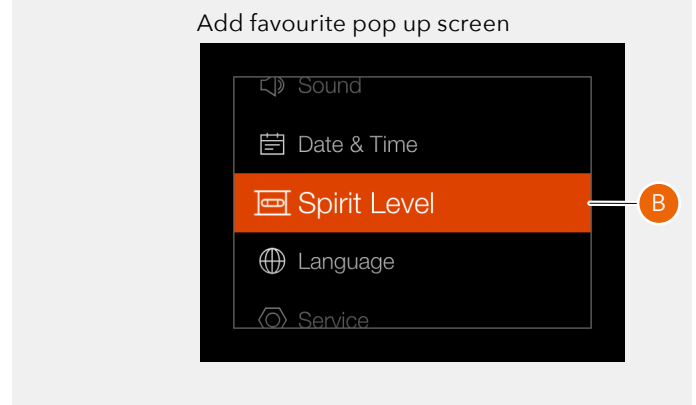 Add favourite pop up screen
Sound
Date & Time
Spirit Level
B
Language
Service